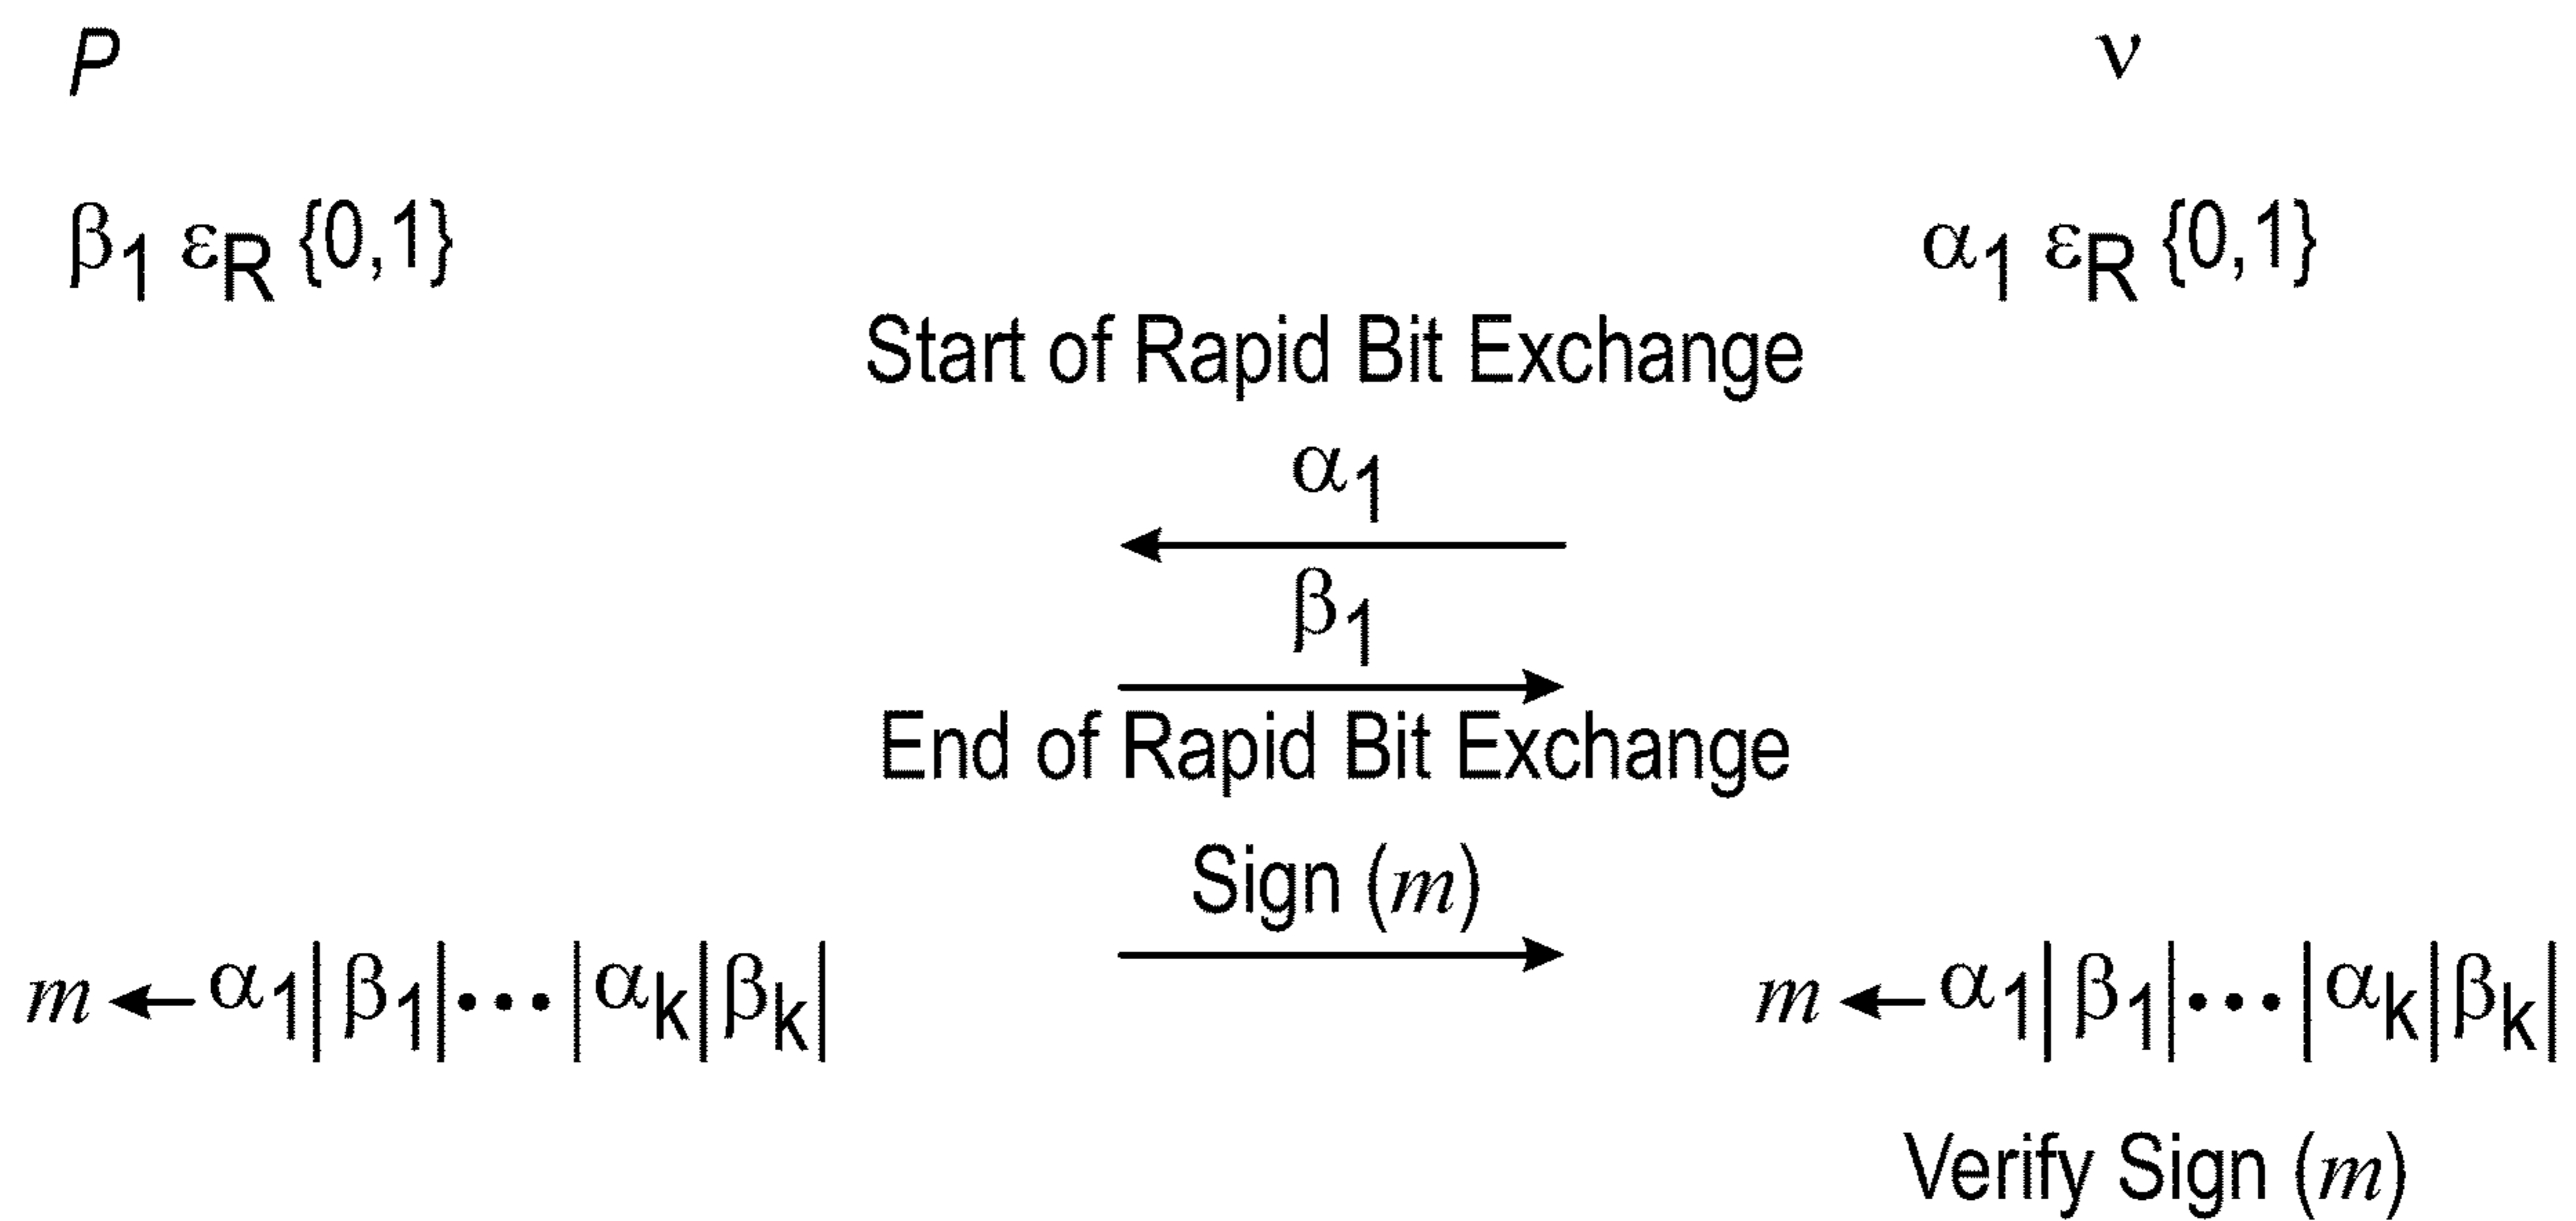 P ν
β1 εR {0,1} α1 εR {0,1}
Start of Rapid Bit Exchange
α1
β1
End of Rapid Bit Exchange
Sign (m)
m ← α1| β1|•••|αk|βk| m ← α1| β1|•••|αk|βk|
Verify Sign (m)